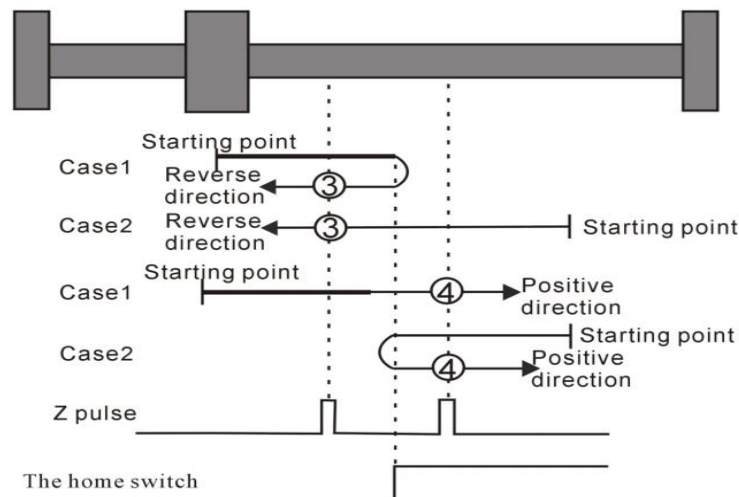 Starting point
Case1
Reverse
direction
③
Case2
Reverse
direction
③
Starting point
Starting point
Case1
④
Positive
direction
Starting point
Case2
④
Positive
direction
Z pulse
The home switch